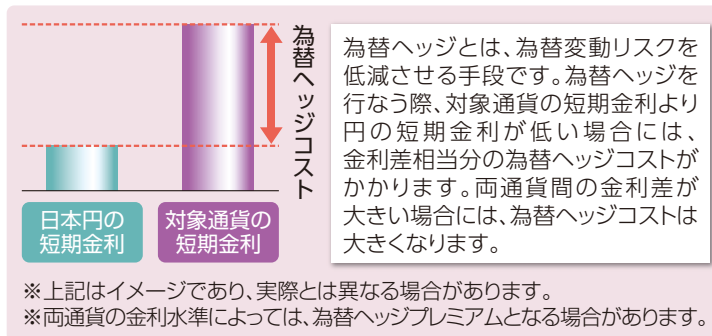 為替ヘッジコスト
日本円の
短期金利
対象通貨の
短期金利
為替ヘッジとは、為替変動リスクを
低減させる手段です。為替ヘッジを
行なう際、対象通貨の短期金利より
円の短期金利が低い場合には、
金利差相当分の為替ヘッジコストが
かかります。両通貨間の金利差が
大きい場合には、為替ヘッジコストは
大きくなります。
※上記はイメージであり、実際とは異なる場合があります。
※両通貨の金利水準によっては、為替ヘッジプレミアムとなる場合があります。